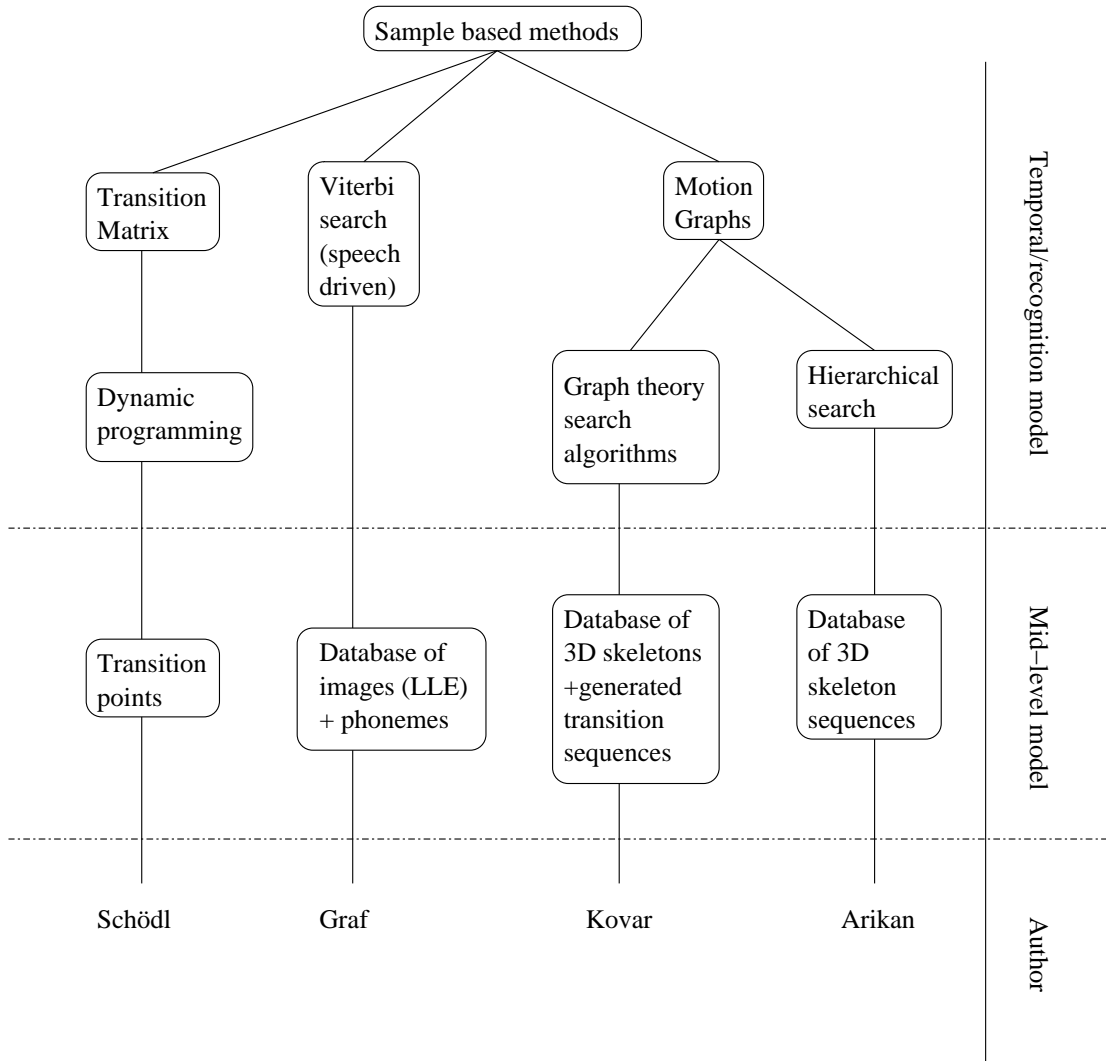 Sample based methods
Transition
Matrix
Viterbi
search
(speech
driven)
Motion
Graphs
Dynamic
programming
Graph theory
search
algorithms
Hierarchical
search
Temporal/recognition model
Transition
points
Database of
images (LLE)
+ phonemes
Database of
3D skeletons
+generated
transition
sequences
Database
of 3D
skeleton
sequences
Mid−level model
Schödl
Graf
Kovar
Arikan
Author